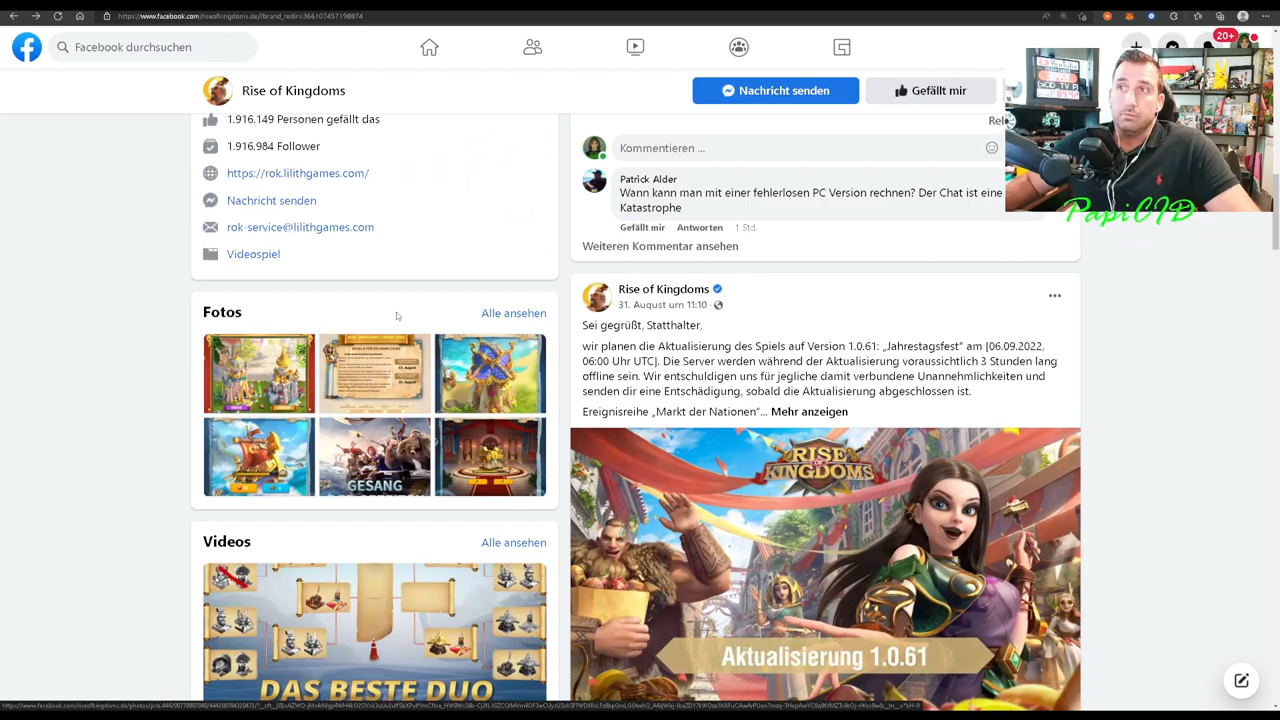 https://www.facebook.com/riseofkingdoms.de/?brand_redir=366107457198074
Facebook durchsuchen
20+
Rise of Kingdoms
Nachricht senden
Gefällt mir
1.916.149 Personen gefällt das
1.916.984 Follower
https://rok.lilithgames.com/
Nachricht senden
rok-service@lilithgames.com
Videospiel
Fotos
Alle ansehen
GESANG
Videos
Alle ansehen
DAS BESTE DUO
Rel
Kommentieren ...
Patrick Alder
Wann kann man mit einer fehlerlosen PC Version rechnen? Der Chat ist eine
Katastrophe
Gefällt mir Antworten 1 Std.
Weiteren Kommentar ansehen
Rise of Kingdoms
31. August um 11:10
Sei gegrüßt, Statthalter,
wir planen die Aktualisierung des Spiels auf Version 1.0.61: „Jahrestagsfest“ am [06.09.2022,
06:00 Uhr UTC]. Die Server werden während der Aktualisierung voraussichtlich 3 Stunden lang
offline sein. Wir entschuldigen uns für jegliche damit verbundene Unannehmlichkeiten und
senden dir eine Entschädigung, sobald die Aktualisierung abgeschlossen ist.
Ereignisreihe „Markt der Nationen“... Mehr anzeigen
RISE OF KINGDOMS
Aktualisierung 1.0.61
PapiCID